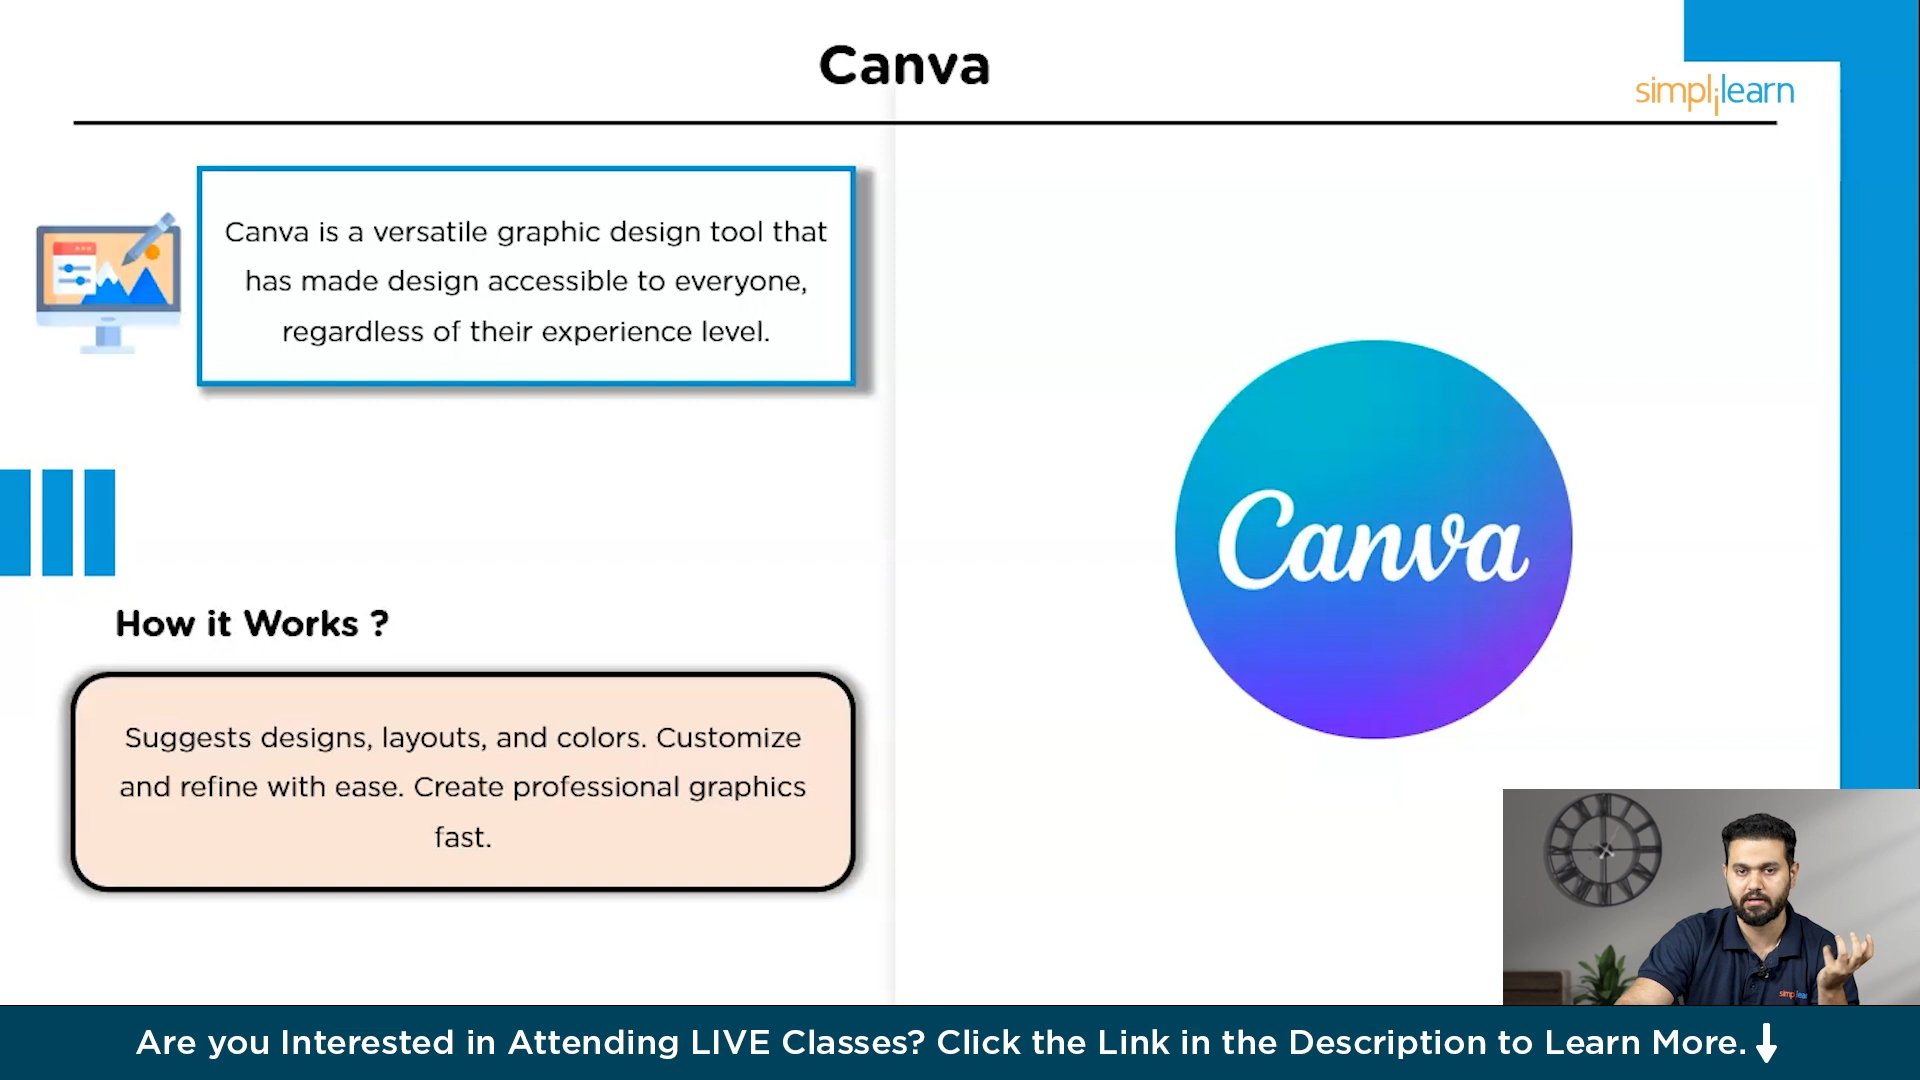 Canva
simplilearn
Canva is a versatile graphic design tool that
has made design accessible to everyone,
regardless of their experience level.
Canva
How it Works ?
Suggests designs, layouts, and colors. Customize
and refine with ease. Create professional graphics
fast.
simplilearn
Are you Interested in Attending LIVE Classes? Click the Link in the Description to Learn More.